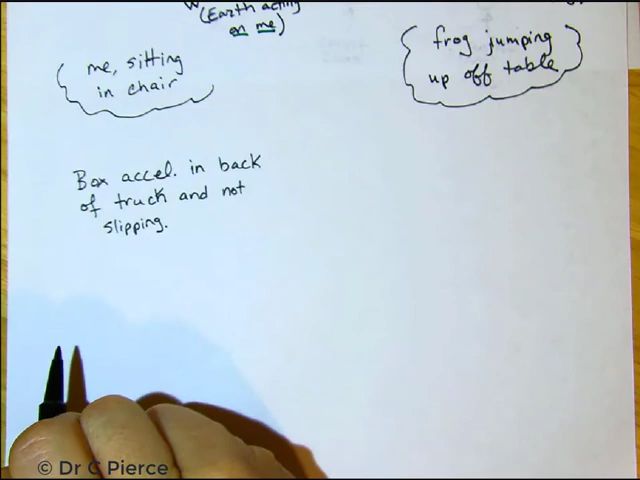 (Earth acting
on me)
me, sitting
in chair
frog jumping
up off table
Box accel. in back
of truck and not
slipping.
© Dr C Pierce